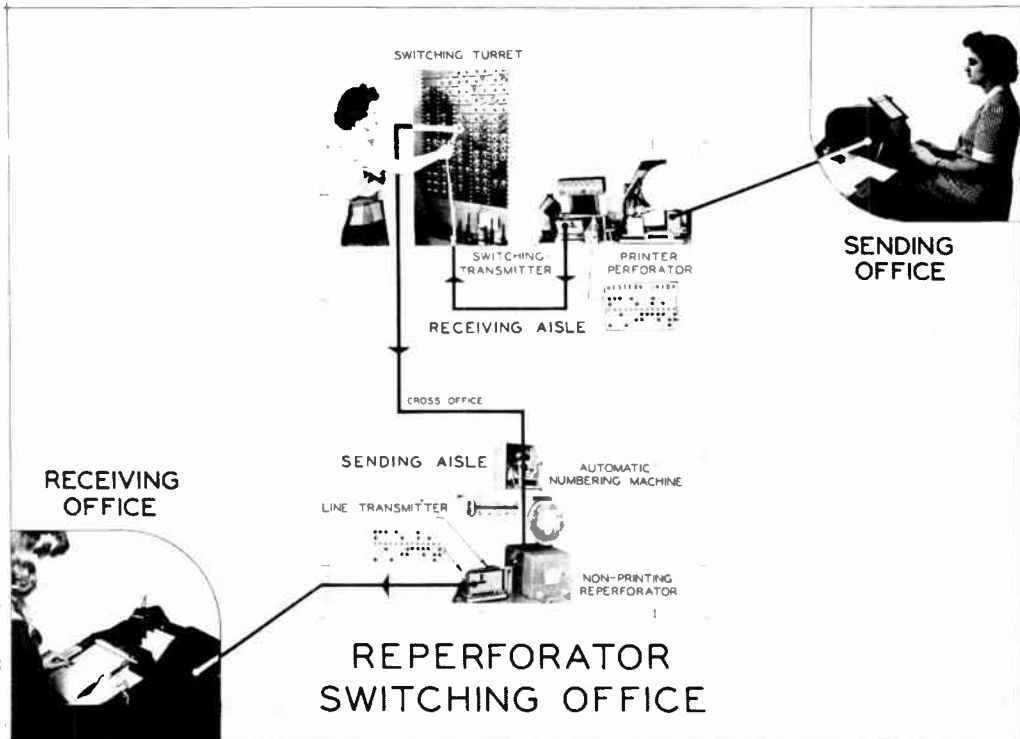 SWITCHING TURRET
SENDING
OFFICE
SWITCHING-
TRANSMITTER
PRINTER
PERFORATOR
RECEIVING AISLE
CROSS OFFICE
SENDING AISLE
AUTOMATIC
NUMBERING MACHINE
RECEIVING
OFFICE
LINE TRANSMITTER
NON-PRINTING
REPERFORATOR
REPERFORATOR
SWITCHING OFFICE